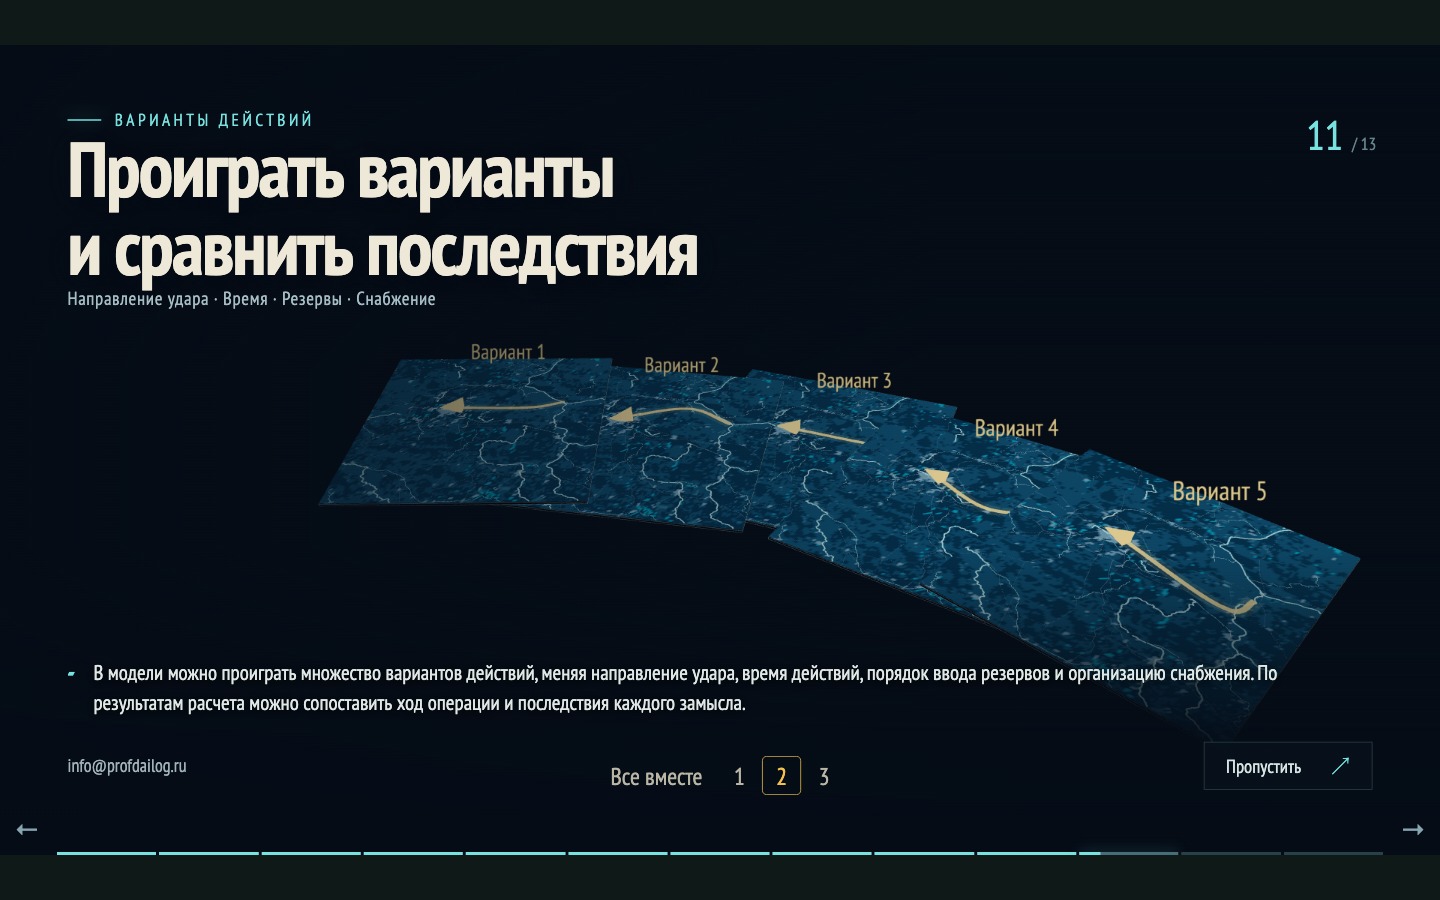 ВАРИАНТЫ ДЕЙСТВИЙ
11 / 13
Проиграть варианты
и сравнить последствия
Направление удара · Время · Резервы · Снабжение
Вариант 1
Вариант 2
Вариант 3
Вариант 4
Вариант 5
В модели можно проиграть множество вариантов действий, меняя направление удара, время действий, порядок ввода резервов и организацию снабжения. По
результатам расчета можно сопоставить ход операции и последствия каждого замысла.
info@profdailog.ru
Все вместе 1 2 3
Пропустить